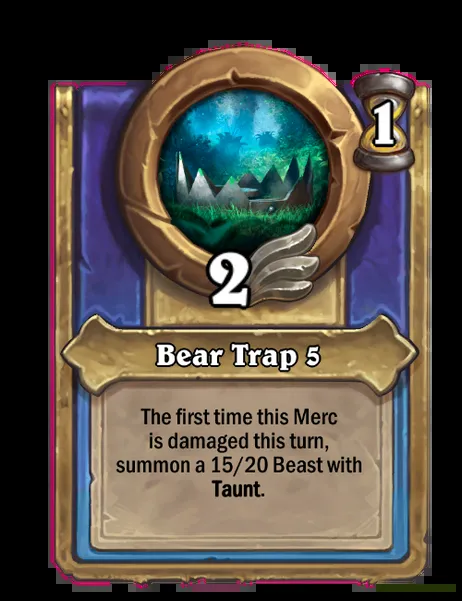 1
2
Bear Trap 5
The first time this Merc
is damaged this turn,
summon a 15/20 Beast with
Taunt.